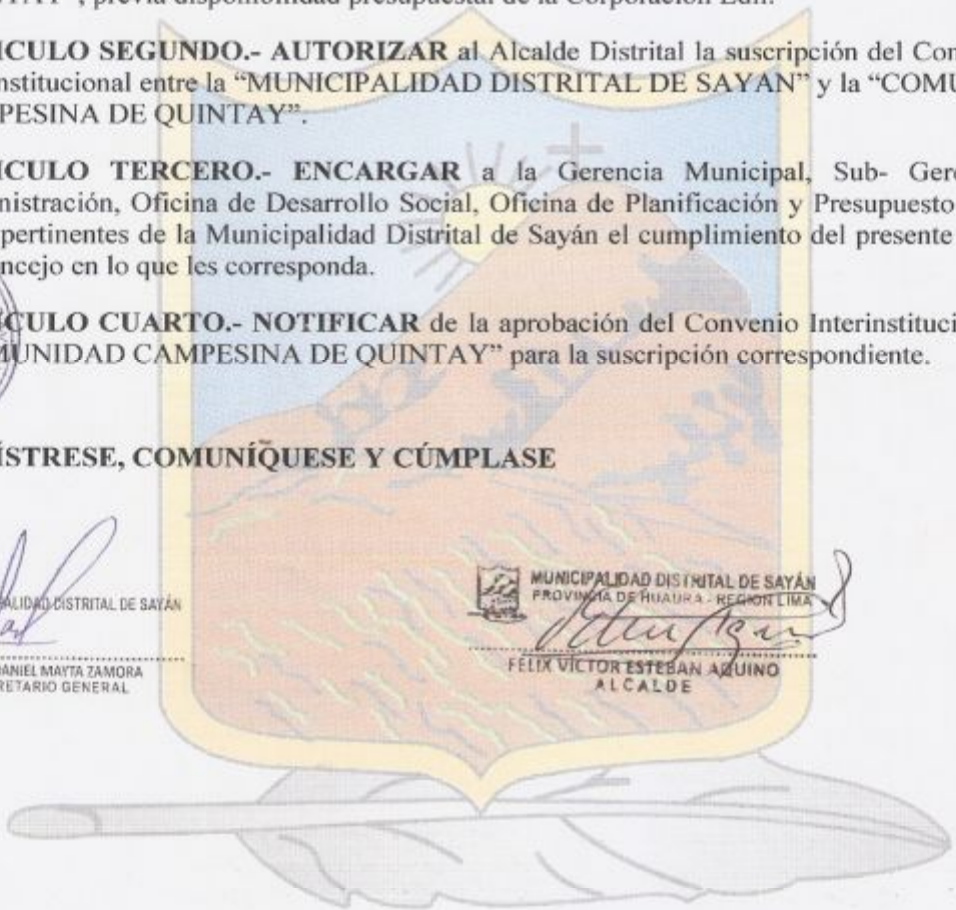 previa disponibilidad presupuestal de la Corporación Edil.
ICULO SEGUNDO.- AUTORIZAR al Alcalde Distrital la suscripción del Con
nstitucional entre la “MUNICIPALIDAD DISTRITAL DE SAYAN” y la “COMU
PESINA DE QUINTAY”.
ICULO TERCERO.- ENCARGAR a la Gerencia Municipal, Sub- Ger
nistración, Oficina de Desarrollo Social, Oficina de Planificación y Presupuesto
pertinentes de la Municipalidad Distrital de Sayán el cumplimiento del presente
ncejo en lo que les corresponda.
ÍCULO CUARTO.- NOTIFICAR de la aprobación del Convenio Interinstituci
MUNIDAD CAMPESINA DE QUINTAY” para la suscripción correspondiente.
ÍSTRESE, COMUNÍQUESE Y CÚMPLASE
PALIDAD DISTRITAL DE SAYÁN
DANIEL MAYTA ZAMORA
RETARIO GENERAL
MUNICIPALIDAD DISTRITAL DE SAYÁN
PROVINCIA DE HUAURA - REGION LIMA
FELIX VICTOR ESTEBAN AQUINO
ALCALDE